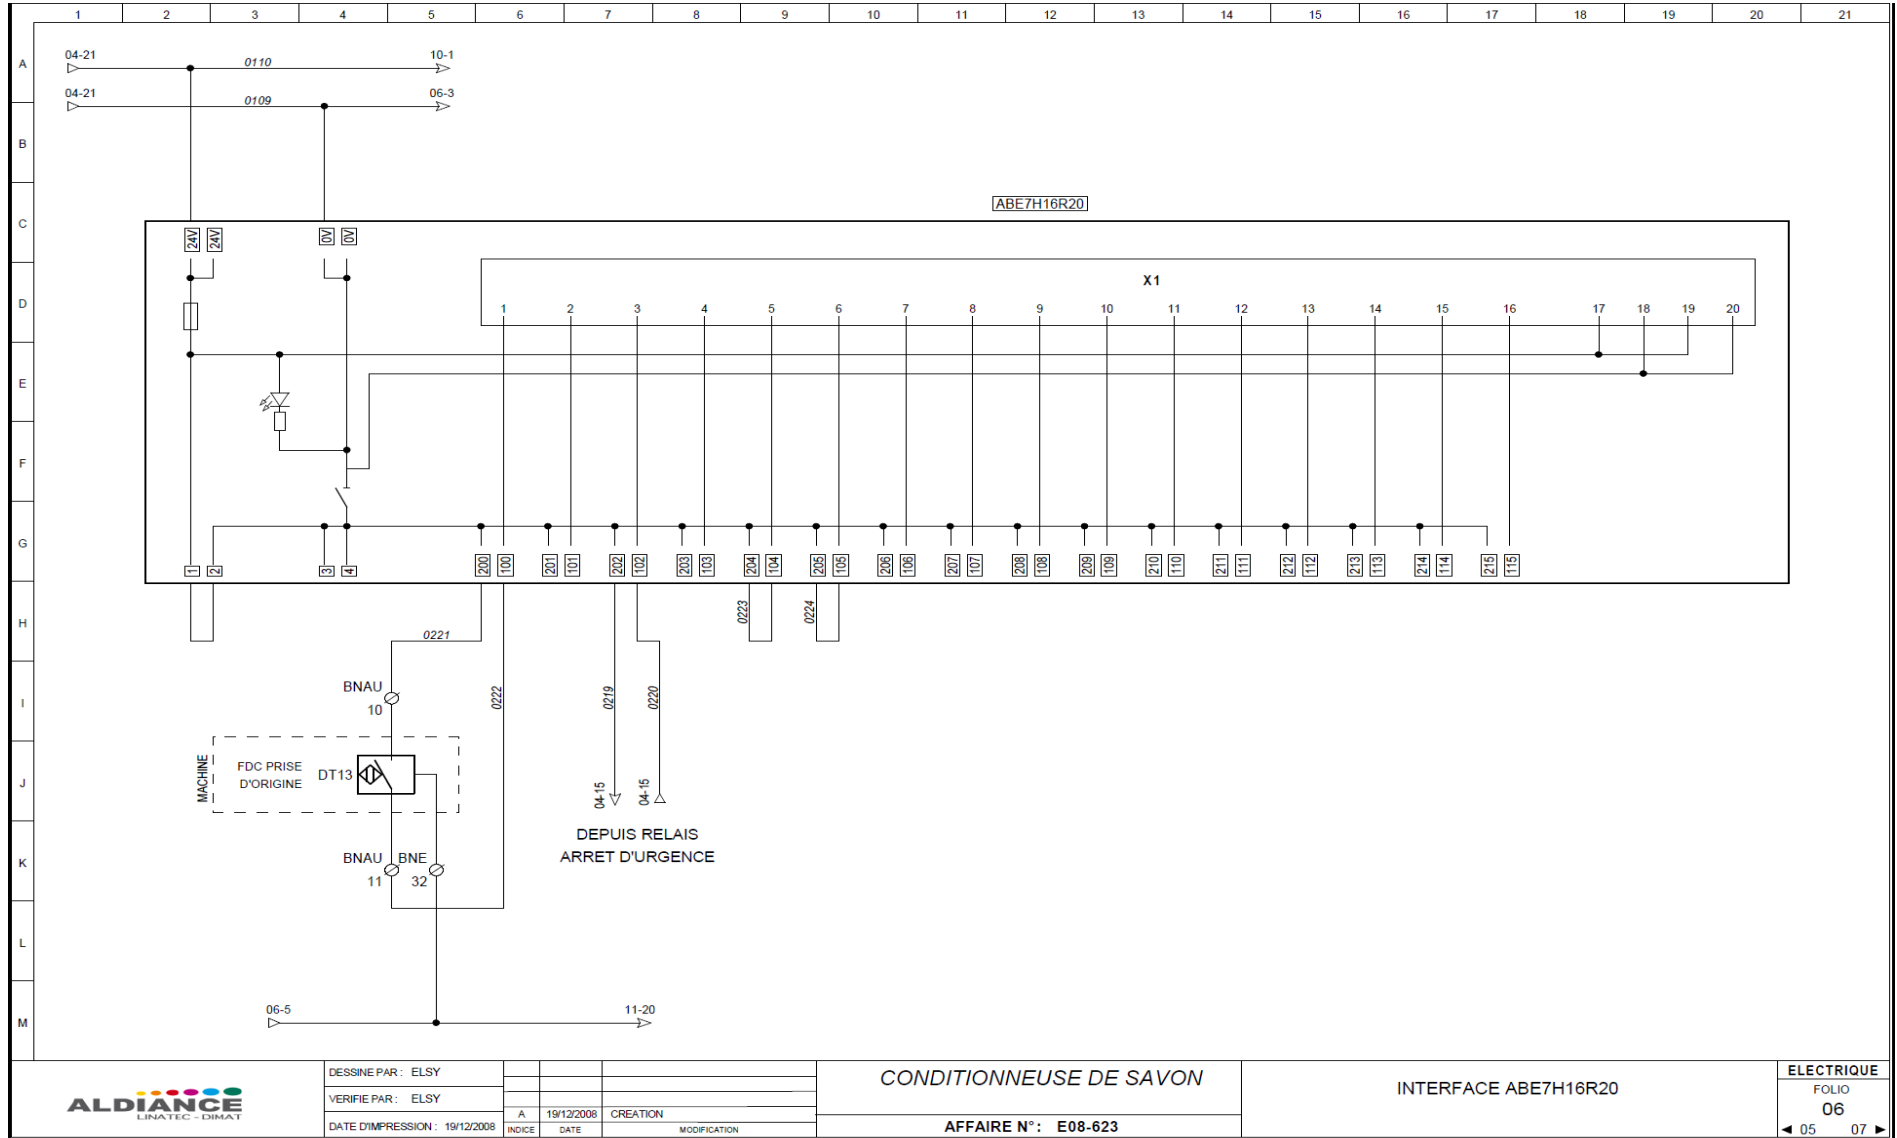 1 2 3 4 5 6 7 8 9 10 11 12 13 14 15 16 17 18 19 20 21
A
B
C
D
E
F
G
H
I
J
K
L
M
04-21 0110 10-1
04-21 0109 06-3
ABE7H16R20
24V 24V 0V 0V
X1
1 2 3 4 5 6 7 8 9 10 11 12 13 14 15 16 17 18 19 20
1 2 3 4 200 100 201 101 202 102 203 103 204 104 205 105 206 106 207 107 208 108 209 109 210 110 211 111 212 112 213 113 214 114 215 115
0223 0224
0221
0222 0219 0220
BNAU
10
MACHINE
FDC PRISE
D'ORIGINE
DT13
04-15 04-15
DEPUIS RELAIS
ARRET D'URGENCE
BNAU BNE
11 32
06-5 11-20
ALDIANCE
LINATEC - DIMAT
DESSINE PAR : ELSY
VERIFIE PAR : ELSY
DATE D'IMPRESSION : 19/12/2008
A 19/12/2008 CREATION
INDICE DATE MODIFICATION
CONDITIONNEUSE DE SAVON
AFFAIRE N° : E08-623
INTERFACE ABE7H16R20
ELECTRIQUE
FOLIO
06
05 07